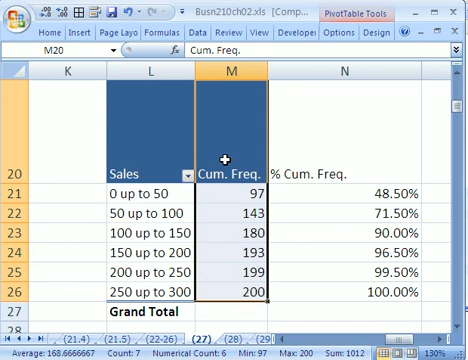 Busn210ch02.xls [Comp... PivotTable Tools
Home Insert Page Layo Formulas Data Review Developer Options Design
M20 fx Cum. Freq.
K L M N
20 Sales Cum. Freq. % Cum. Freq.
21 0 up to 50 97 48.50%
22 50 up to 100 143 71.50%
23 100 up to 150 180 90.00%
24 150 up to 200 193 96.50%
25 200 up to 250 199 99.50%
26 250 up to 300 200 100.00%
27 Grand Total
28
(21.4) (21.5) (22-26) (27) (28) (29
Average: 168.6666667 Count: 7 Numerical Count: 6 Min: 97 Max: 200 Sum: 1012 130%